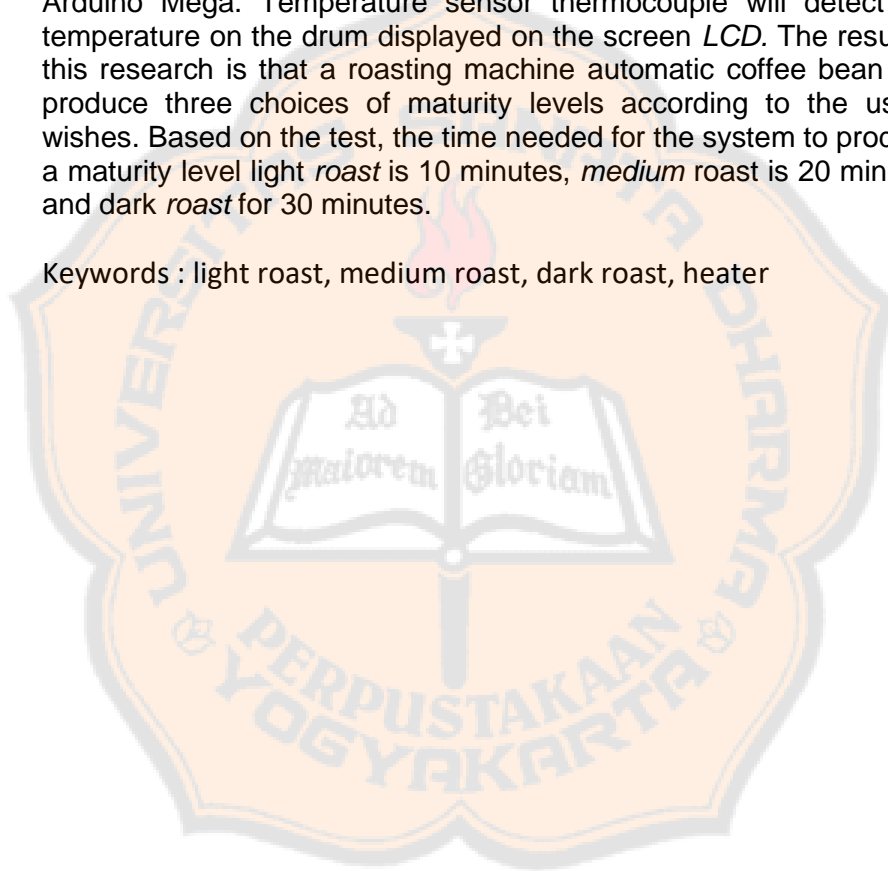 Arduino Mega. Temperature sensor thermocouple will detect
temperature on the drum displayed on the screen LCD. The resu
this research is that a roasting machine automatic coffee bean
produce three choices of maturity levels according to the us
wishes. Based on the test, the time needed for the system to proc
a maturity level light roast is 10 minutes, medium roast is 20 min
and dark roast for 30 minutes.
Keywords : light roast, medium roast, dark roast, heater
UNIVERSITAS SANATA DHARMA
Ad Dei
Maiorem Gloriam
PERPUSTAKAAN
YOGYAKARTA